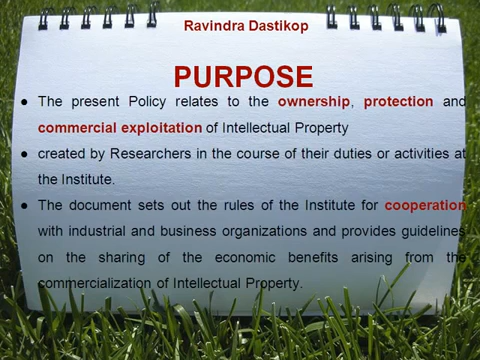 Ravindra Dastikop
PURPOSE
● The present Policy relates to the ownership, protection and
commercial exploitation of Intellectual Property
● created by Researchers in the course of their duties or activities at
the Institute.
● The document sets out the rules of the Institute for cooperation
with industrial and business organizations and provides guidelines
on the sharing of the economic benefits arising from the
commercialization of Intellectual Property.